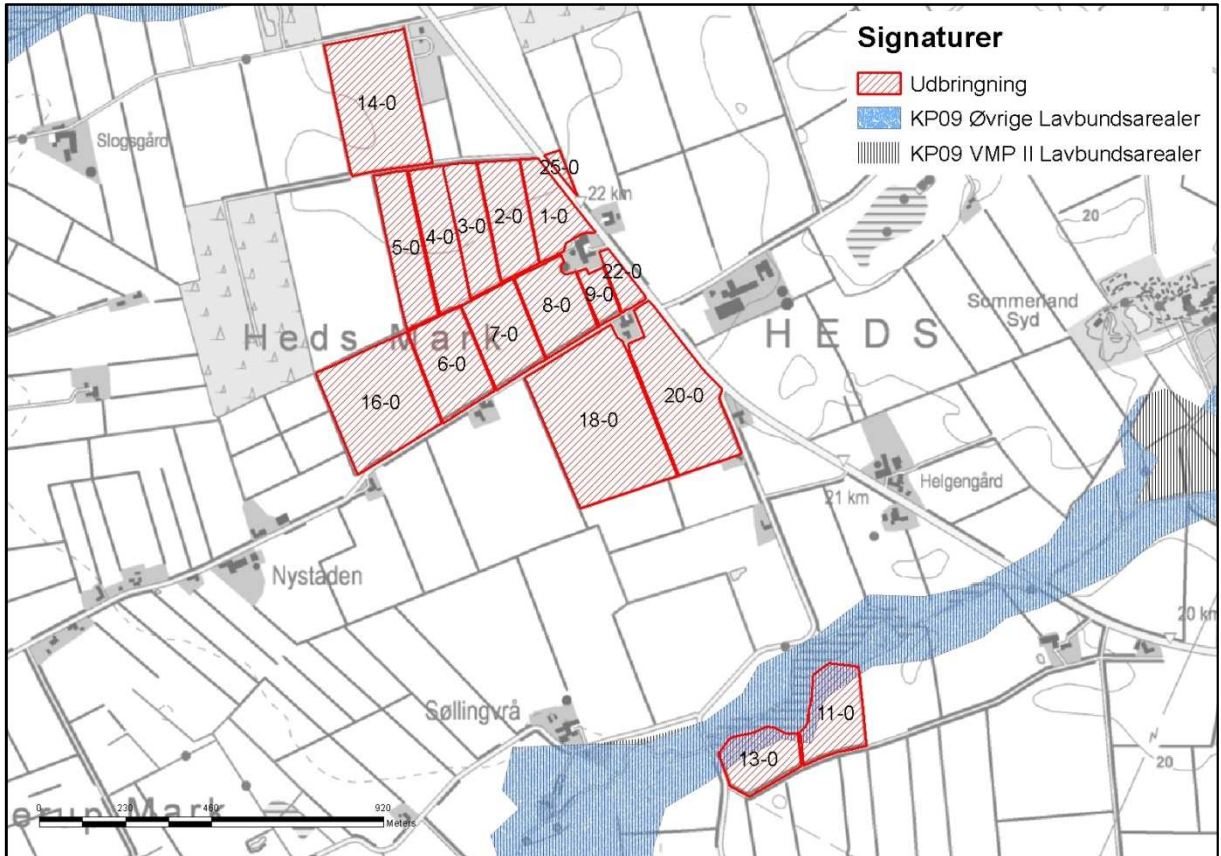 Signaturer
Udbringning
KP09 Øvrige Lavbundsarealer
KP09 VMP II Lavbundsarealer
14-0
Slogsgård
25-0
22 km
5-0
4-0
3-0
2-0
1-0
20
22-0
9-0
8-0
7-0
6-0
Sommerland
Syd
Heds Mark
HEDS
16-0
18-0
20-0
Helgengård
21 km
Nystaden
20 km
Søllingvrå
11-0
13-0
N
20
erup Mark
0 230 460 920
Meters